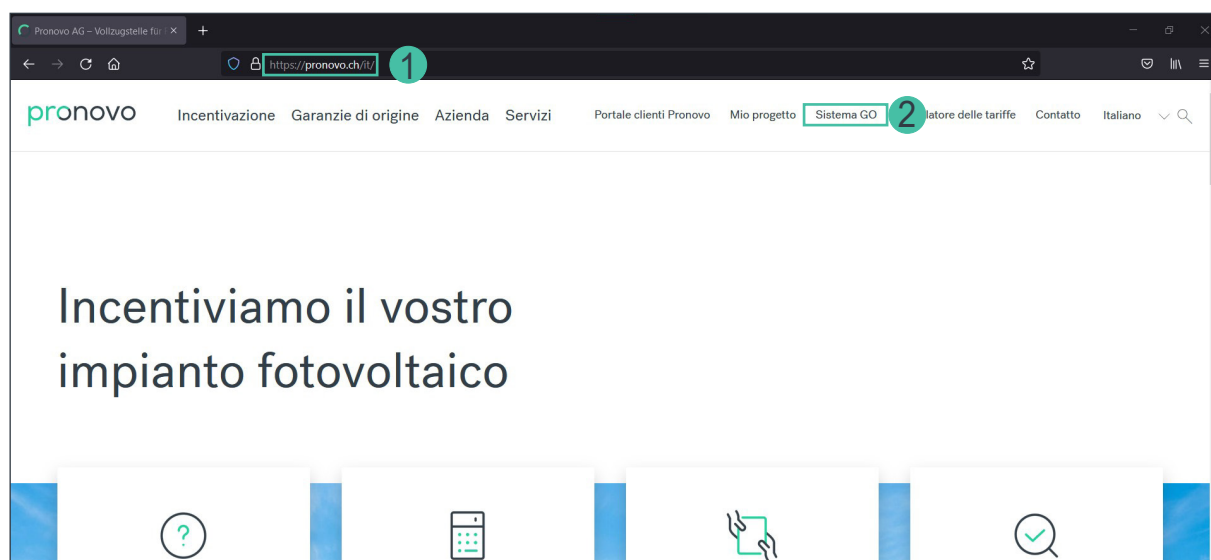 Pronovo AG – Vollzugstelle für
https://pronovo.ch/it/
1
pronovo
Incentivazione Garanzie di origine Azienda Servizi
Portale clienti Pronovo Mio progetto Sistema GO 2 latore delle tariffe Contatto Italiano
Incentiviamo il vostro
impianto fotovoltaico
?